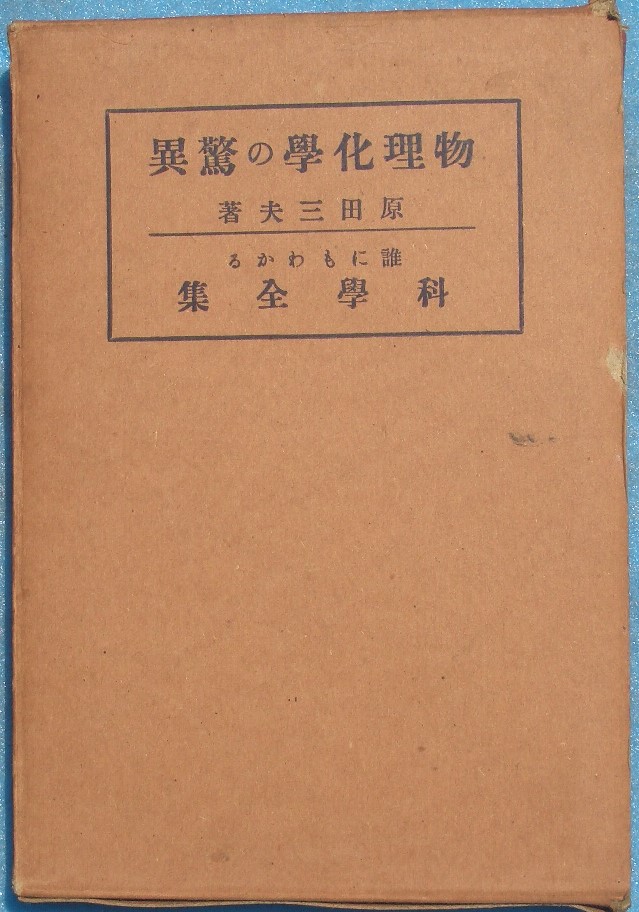 物理化學の驚異
原田三夫著
誰にもわかる
科學全集